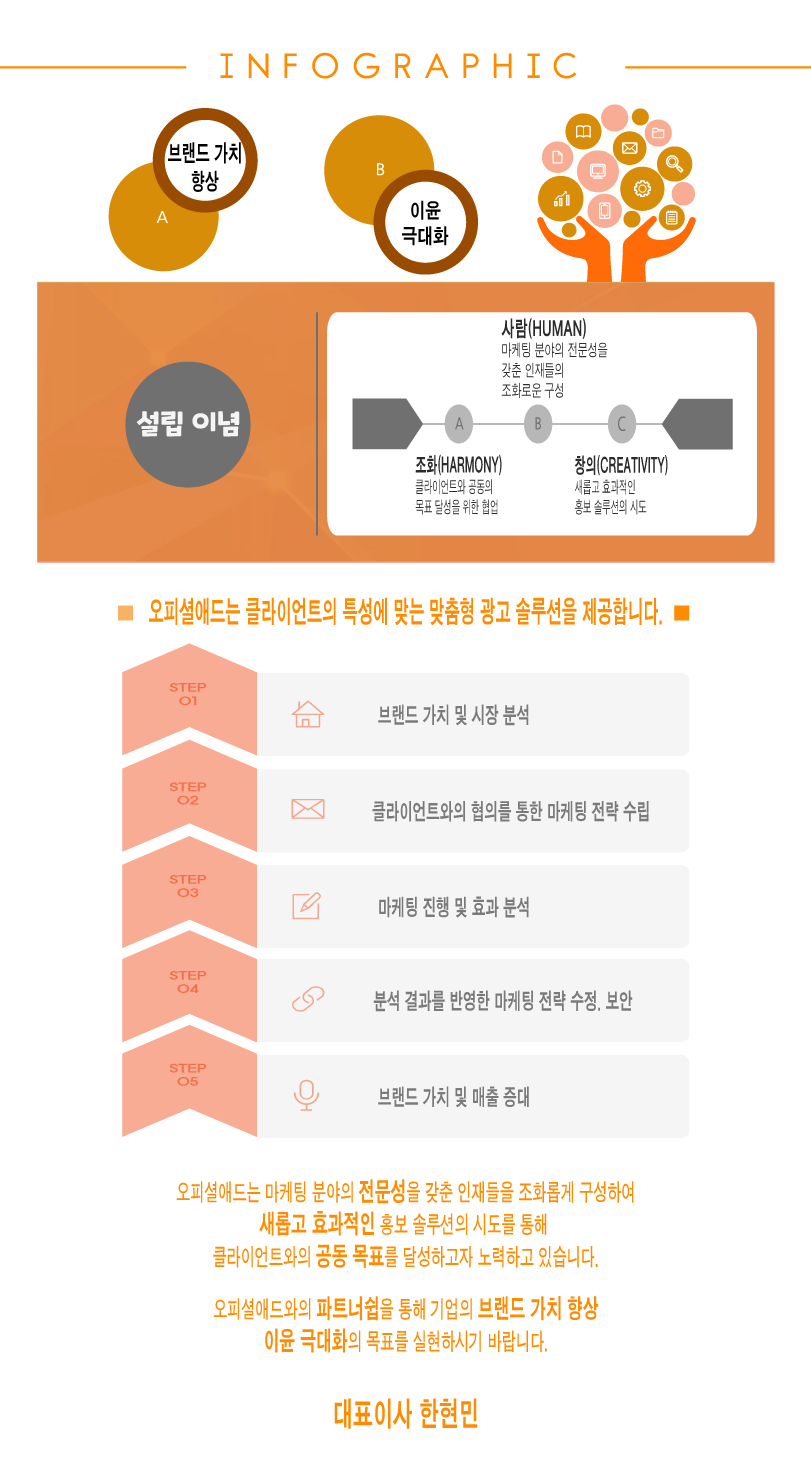 INFOGRAPHIC
브랜드 가치
향상
A
B
이윤
극대화
설립 이념
사람(HUMAN)
마케팅 분야의 전문성을
갖춘 인재들의
조화로운 구성
A
B
C
조화(HARMONY)
클라이언트와 공동의
목표 달성을 위한 협업
창의(CREATIVITY)
새롭고 효과적인
홍보 솔루션의 시도
오피셜애드는 클라이언트의 특성에 맞는 맞춤형 광고 솔루션을 제공합니다.
STEP
01
브랜드 가치 및 시장 분석
STEP
02
클라이언트와의 협의를 통한 마케팅 전략 수립
STEP
03
마케팅 진행 및 효과 분석
STEP
04
분석 결과를 반영한 마케팅 전략 수정, 보안
STEP
05
브랜드 가치 및 매출 증대
오피셜애드는 마케팅 분야의 전문성을 갖춘 인재들을 조화롭게 구성하여
새롭고 효과적인 홍보 솔루션의 시도를 통해
클라이언트와의 공동 목표를 달성하고자 노력하고 있습니다.
오피셜애드와의 파트너쉽을 통해 기업의 브랜드 가치 향상
이윤 극대화의 목표를 실현하시기 바랍니다.
대표이사 한현민